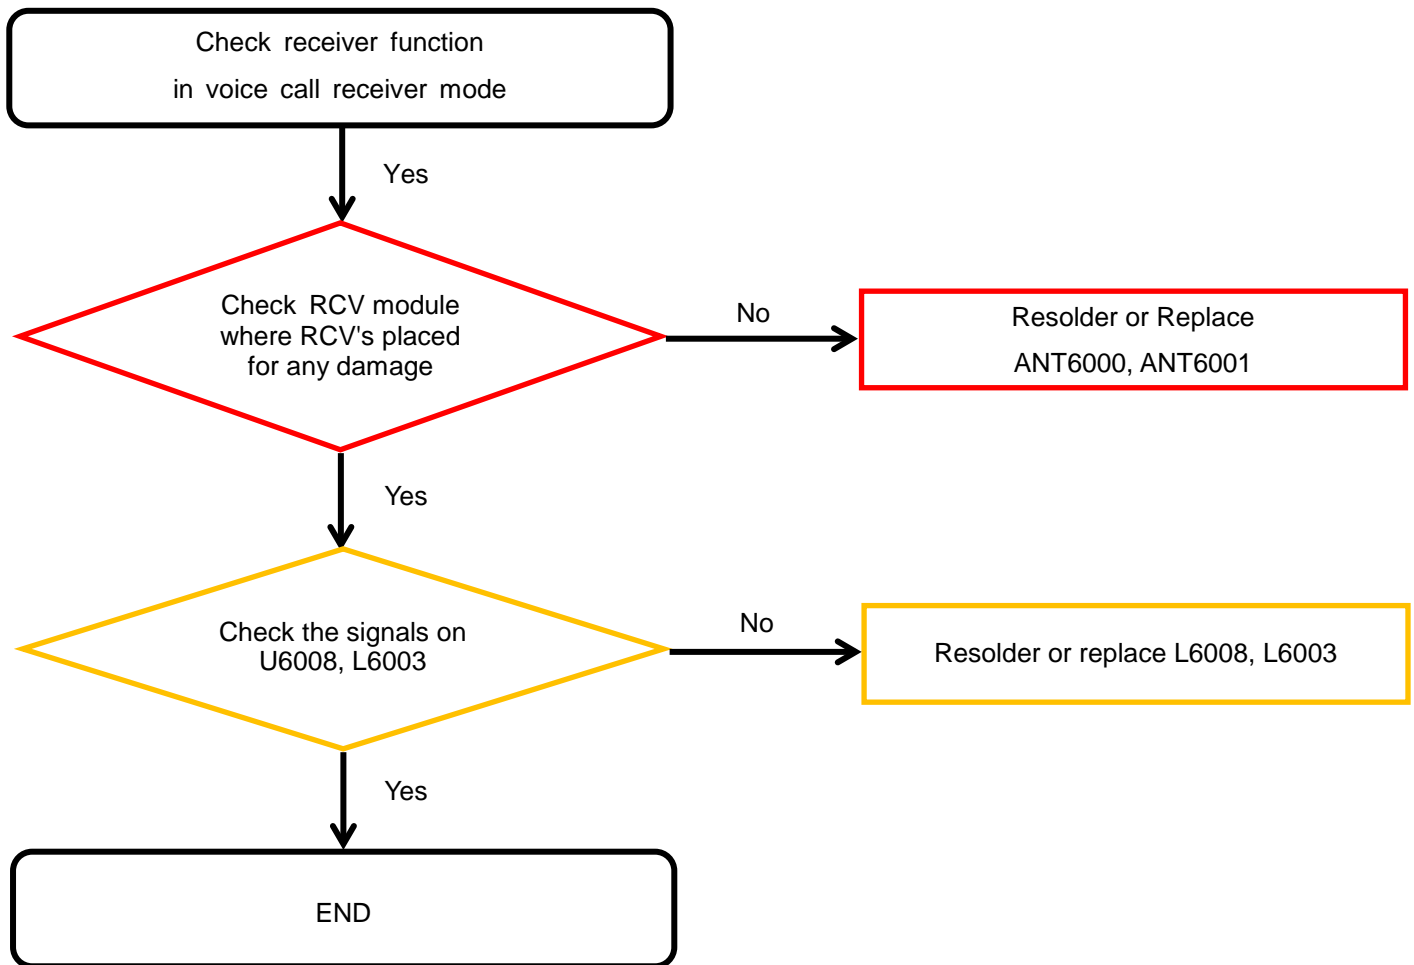 Check receiver function
in voice call receiver mode
Yes
Check RCV module
where RCV's placed
for any damage
No
Resolder or Replace
ANT6000, ANT6001
Yes
Check the signals on
U6008, L6003
No
Resolder or replace L6008, L6003
Yes
END